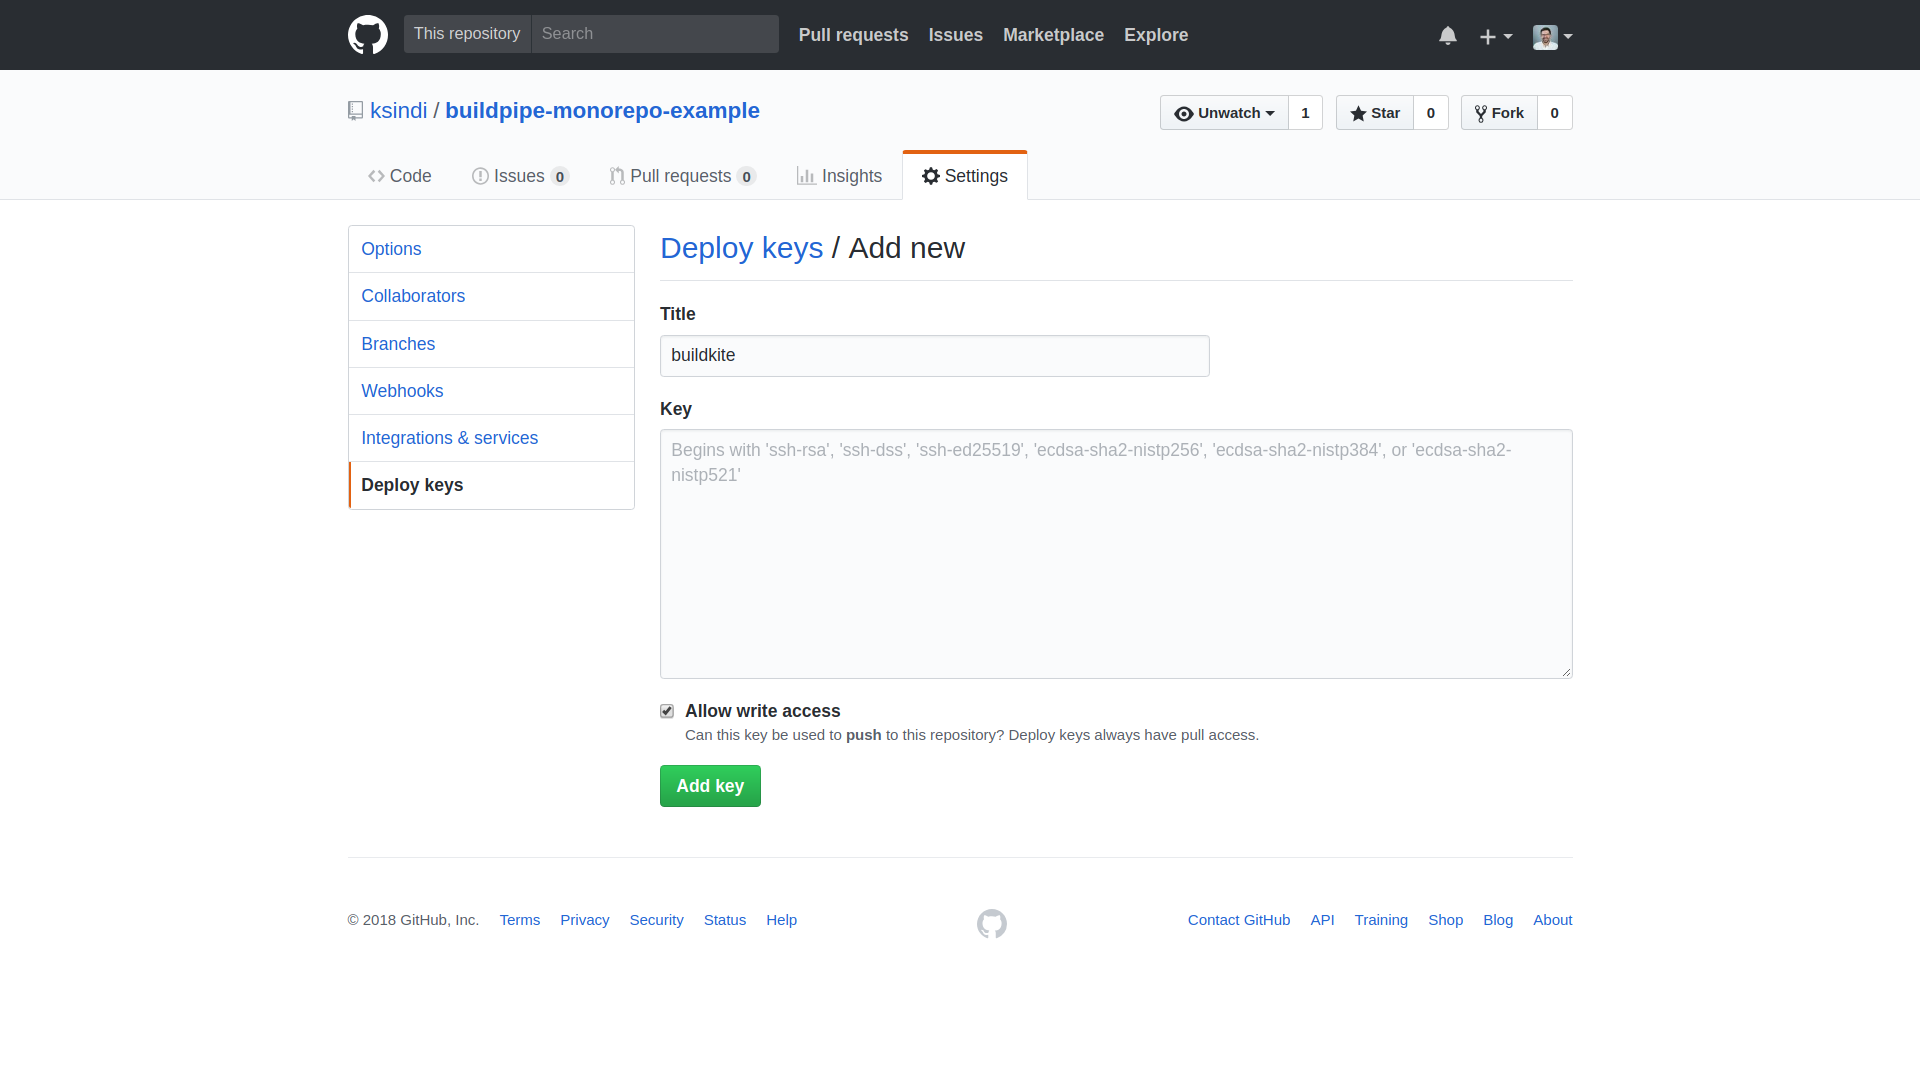 This repository Search Pull requests Issues Marketplace Explore
ksindi / buildpipe-monorepo-example Unwatch 1 Star 0 Fork 0
Code Issues 0 Pull requests 0 Insights Settings
Options
Collaborators
Branches
Webhooks
Integrations & services
Deploy keys
Deploy keys / Add new
Title
buildkite
Key
Begins with 'ssh-rsa', 'ssh-dss', 'ssh-ed25519', 'ecdsa-sha2-nistp256', 'ecdsa-sha2-nistp384', or 'ecdsa-sha2-
nistp521'
Allow write access
Can this key be used to push to this repository? Deploy keys always have pull access.
Add key
© 2018 GitHub, Inc. Terms Privacy Security Status Help Contact GitHub API Training Shop Blog About